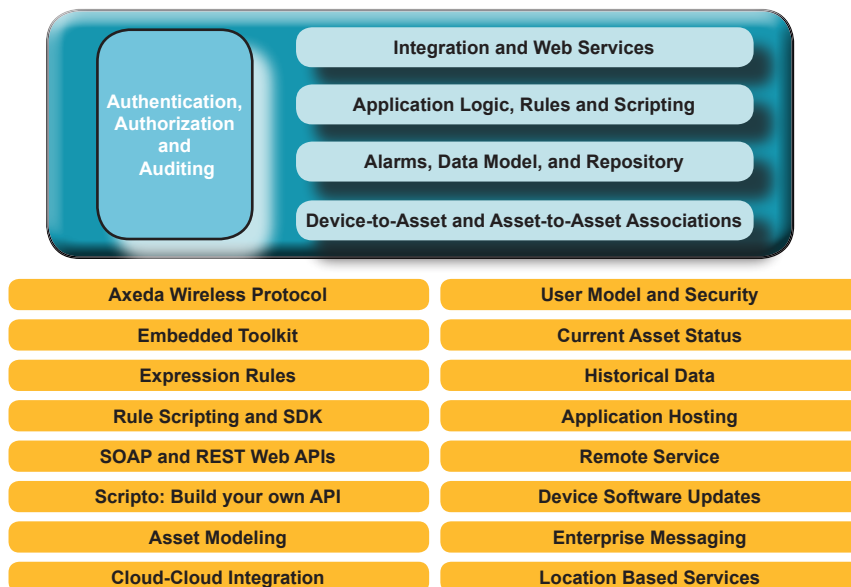 Authentication,
Authorization
and
Auditing
Integration and Web Services
Application Logic, Rules and Scripting
Alarms, Data Model, and Repository
Device-to-Asset and Asset-to-Asset Associations
Axeda Wireless Protocol
User Model and Security
Embedded Toolkit
Current Asset Status
Expression Rules
Historical Data
Rule Scripting and SDK
Application Hosting
SOAP and REST Web APIs
Remote Service
Scripto: Build your own API
Device Software Updates
Asset Modeling
Enterprise Messaging
Cloud-Cloud Integration
Location Based Services